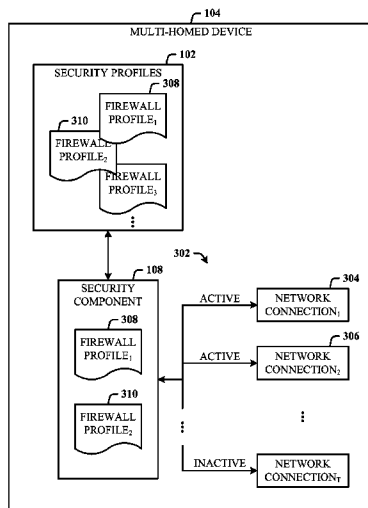 104
MULTI-HOMED DEVICE
102
SECURITY PROFILES
308
FIREWALL
PROFILE1
310
FIREWALL
PROFILE2
FIREWALL
PROFILE3
108
SECURITY
COMPONENT
308
FIREWALL
PROFILE1
310
FIREWALL
PROFILE2
302
ACTIVE
304
NETWORK
CONNECTION1
ACTIVE
306
NETWORK
CONNECTION2
INACTIVE
NETWORK
CONNECTIONT